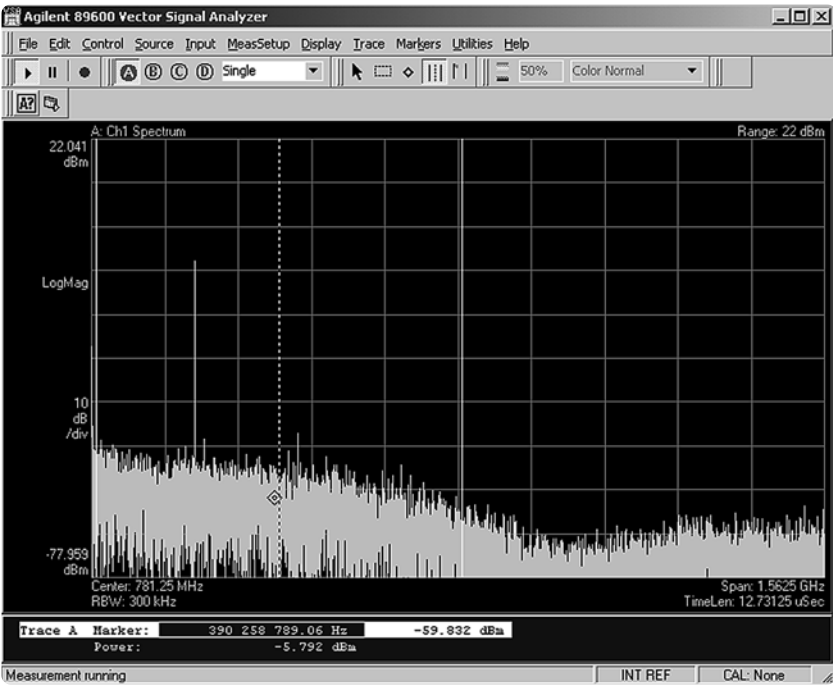 Agilent 89600 Vector Signal Analyzer
File Edit Control Source Input MeasSetup Display Trace Markers Utilities Help
A B C D Single 50% Color Normal
A?
A: Ch1 Spectrum Range: 22 dBm
22.041
dBm
LogMag
10
dB
/div
-77.959
dBm
Center: 781.25 MHz Span: 1.5625 GHz
RBW: 300 kHz TimeLen: 12.73125 uSec
Trace A Marker: 390 258 789.06 Hz -59.832 dBm
Power: -5.792 dBm
Measurement running INT REF CAL: None